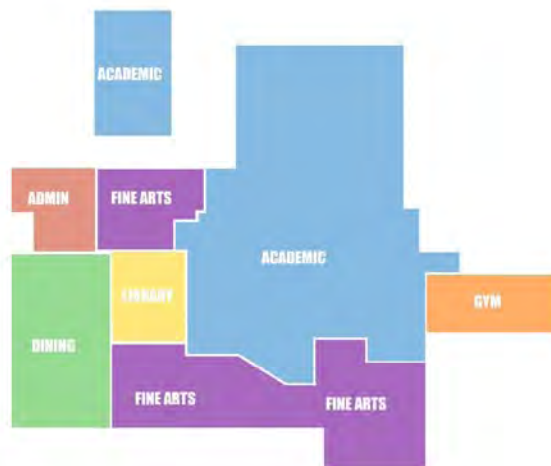 ACADEMIC
ADMIN
FINE ARTS
ACADEMIC
LIBRARY
GYM
DINING
FINE ARTS
FINE ARTS